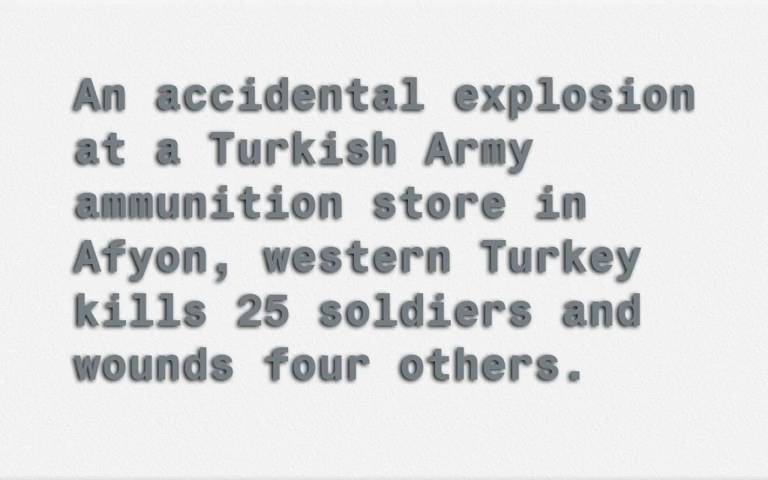 An accidental explosion
at a Turkish Army
ammunition store in
Afyon, western Turkey
kills 25 soldiers and
wounds four others.